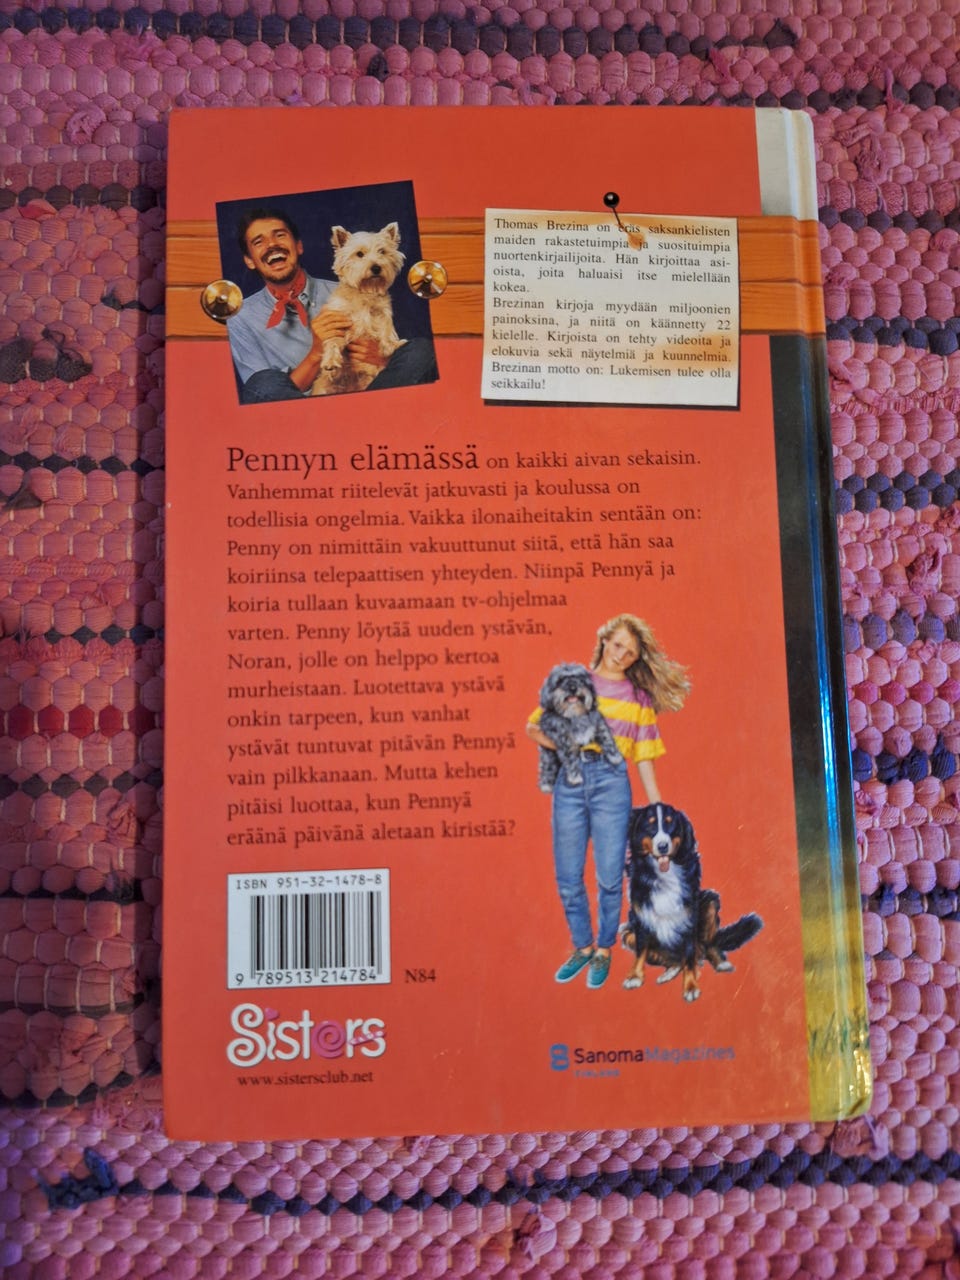 Thomas Brezina on eräs saksankielisten
maiden rakastetuimpia ja suosituimpia
nuortenkirjailijoita. Hän kirjoittaa asi-
oista, joita haluaisi itse mielellään
kokea.
Brezinan kirjoja myydään miljoonien
painoksina, ja niitä on käännetty 22
kielelle. Kirjoista on tehty videoita ja
elokuvia sekä näytelmiä ja kuunnelmia.
Brezinan motto on: Lukemisen tulee olla
seikkailu!
Pennyn elämässä on kaikki aivan sekaisin.
Vanhemmat riitelevät jatkuvasti ja koulussa on
todellisia ongelmia. Vaikka ilonaiheitakin sentään on:
Penny on nimittäin vakuuttunut siitä, että hän saa
koiriinsa telepaattisen yhteyden. Niinpä Pennyä ja
koiria tullaan kuvaamaan tv-ohjelmaa
varten. Penny löytää uuden ystävän,
Noran, jolle on helppo kertoa
murheistaan. Luotettava ystävä
onkin tarpeen, kun vanhat
ystävät tuntuvat pitävän Pennyä
vain pilkkanaan. Mutta kehen
pitäisi luottaa, kun Pennyä
eräänä päivänä aletaan kiristää?
ISBN 951-32-1478-8
9 789513 214784
N84
Sisters
www.sistersclub.net
SanomaMagazines
FINLAND